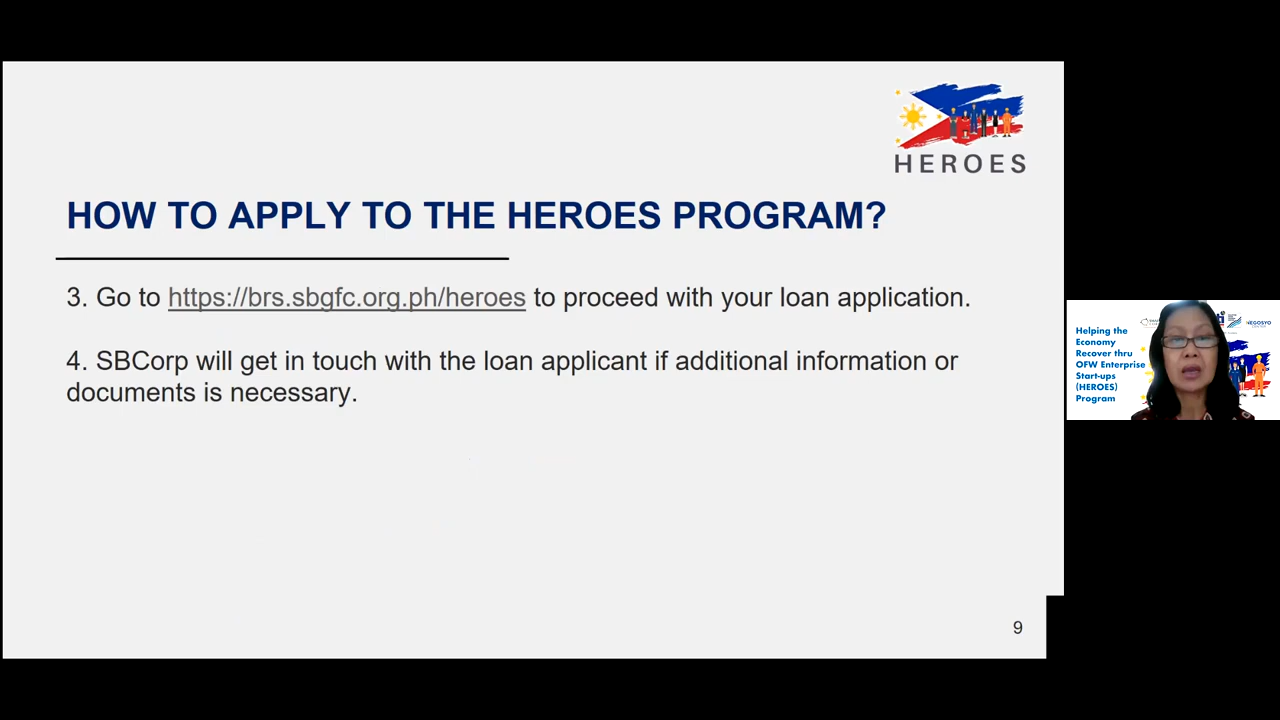 HEROES
HOW TO APPLY TO THE HEROES PROGRAM?
3. Go to https://brs.sbgfc.org.ph/heroes to proceed with your loan application.
4. SBCorp will get in touch with the loan applicant if additional information or
documents is necessary.
9
Helping the
Economy
Recover thru
OFW Enterprise
Start-ups
(HEROES)
Program
NEGOSYO
CENTER